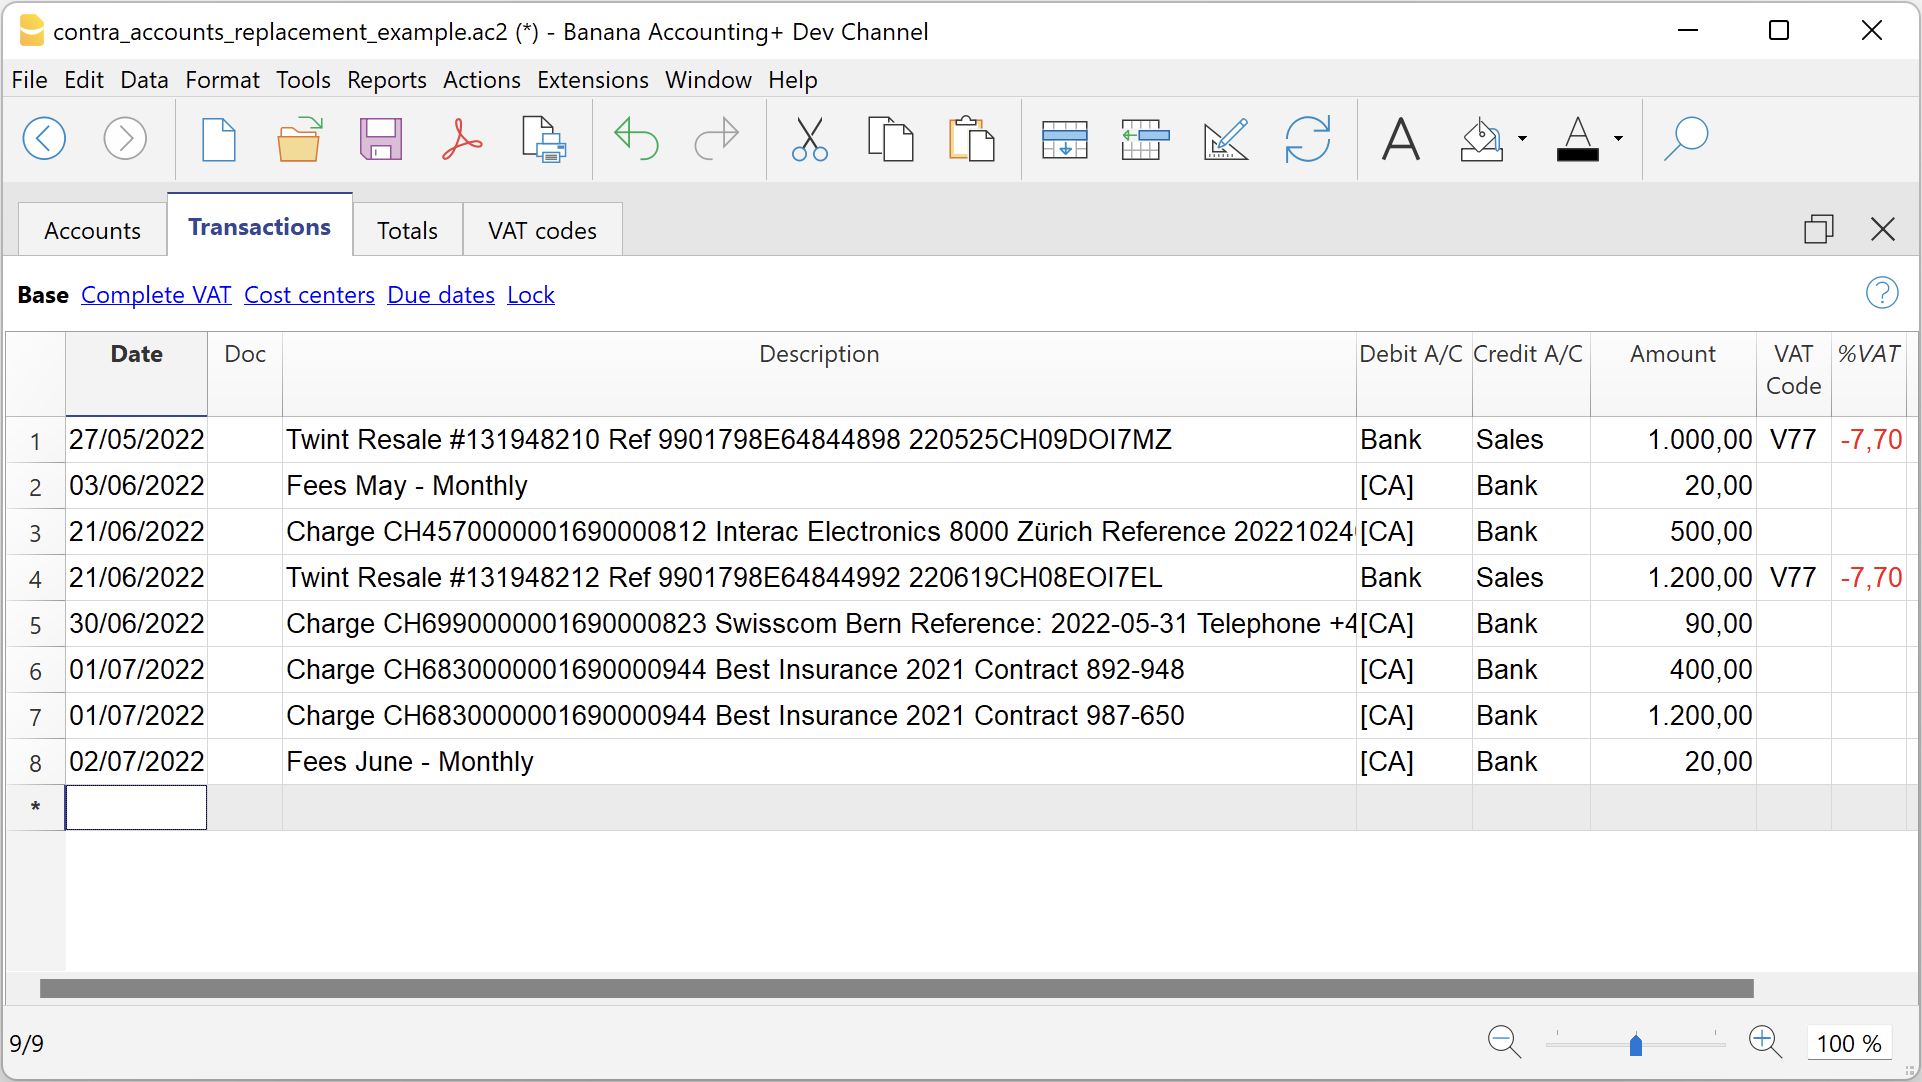 contra_accounts_replacement_example.ac2 (*) - Banana Accounting+ Dev Channel
File Edit Data Format Tools Reports Actions Extensions Window Help
Accounts Transactions Totals VAT codes
Base Complete VAT Cost centers Due dates Lock
Date Doc Description Debit A/C Credit A/C Amount VAT Code %VAT
1 27/05/2022 Twint Resale #131948210 Ref 9901798E64844898 220525CH09DOI7MZ Bank Sales 1.000,00 V77 -7,70
2 03/06/2022 Fees May - Monthly [CA] Bank 20,00
3 21/06/2022 Charge CH4570000001690000812 Interac Electronics 8000 Zürich Reference 20221024 [CA] Bank 500,00
4 21/06/2022 Twint Resale #131948212 Ref 9901798E64844992 220619CH08EOI7EL Bank Sales 1.200,00 V77 -7,70
5 30/06/2022 Charge CH6990000001690000823 Swisscom Bern Reference: 2022-05-31 Telephone +4 [CA] Bank 90,00
6 01/07/2022 Charge CH6830000001690000944 Best Insurance 2021 Contract 892-948 [CA] Bank 400,00
7 01/07/2022 Charge CH6830000001690000944 Best Insurance 2021 Contract 987-650 [CA] Bank 1.200,00
8 02/07/2022 Fees June - Monthly [CA] Bank 20,00
*
9/9 100 %